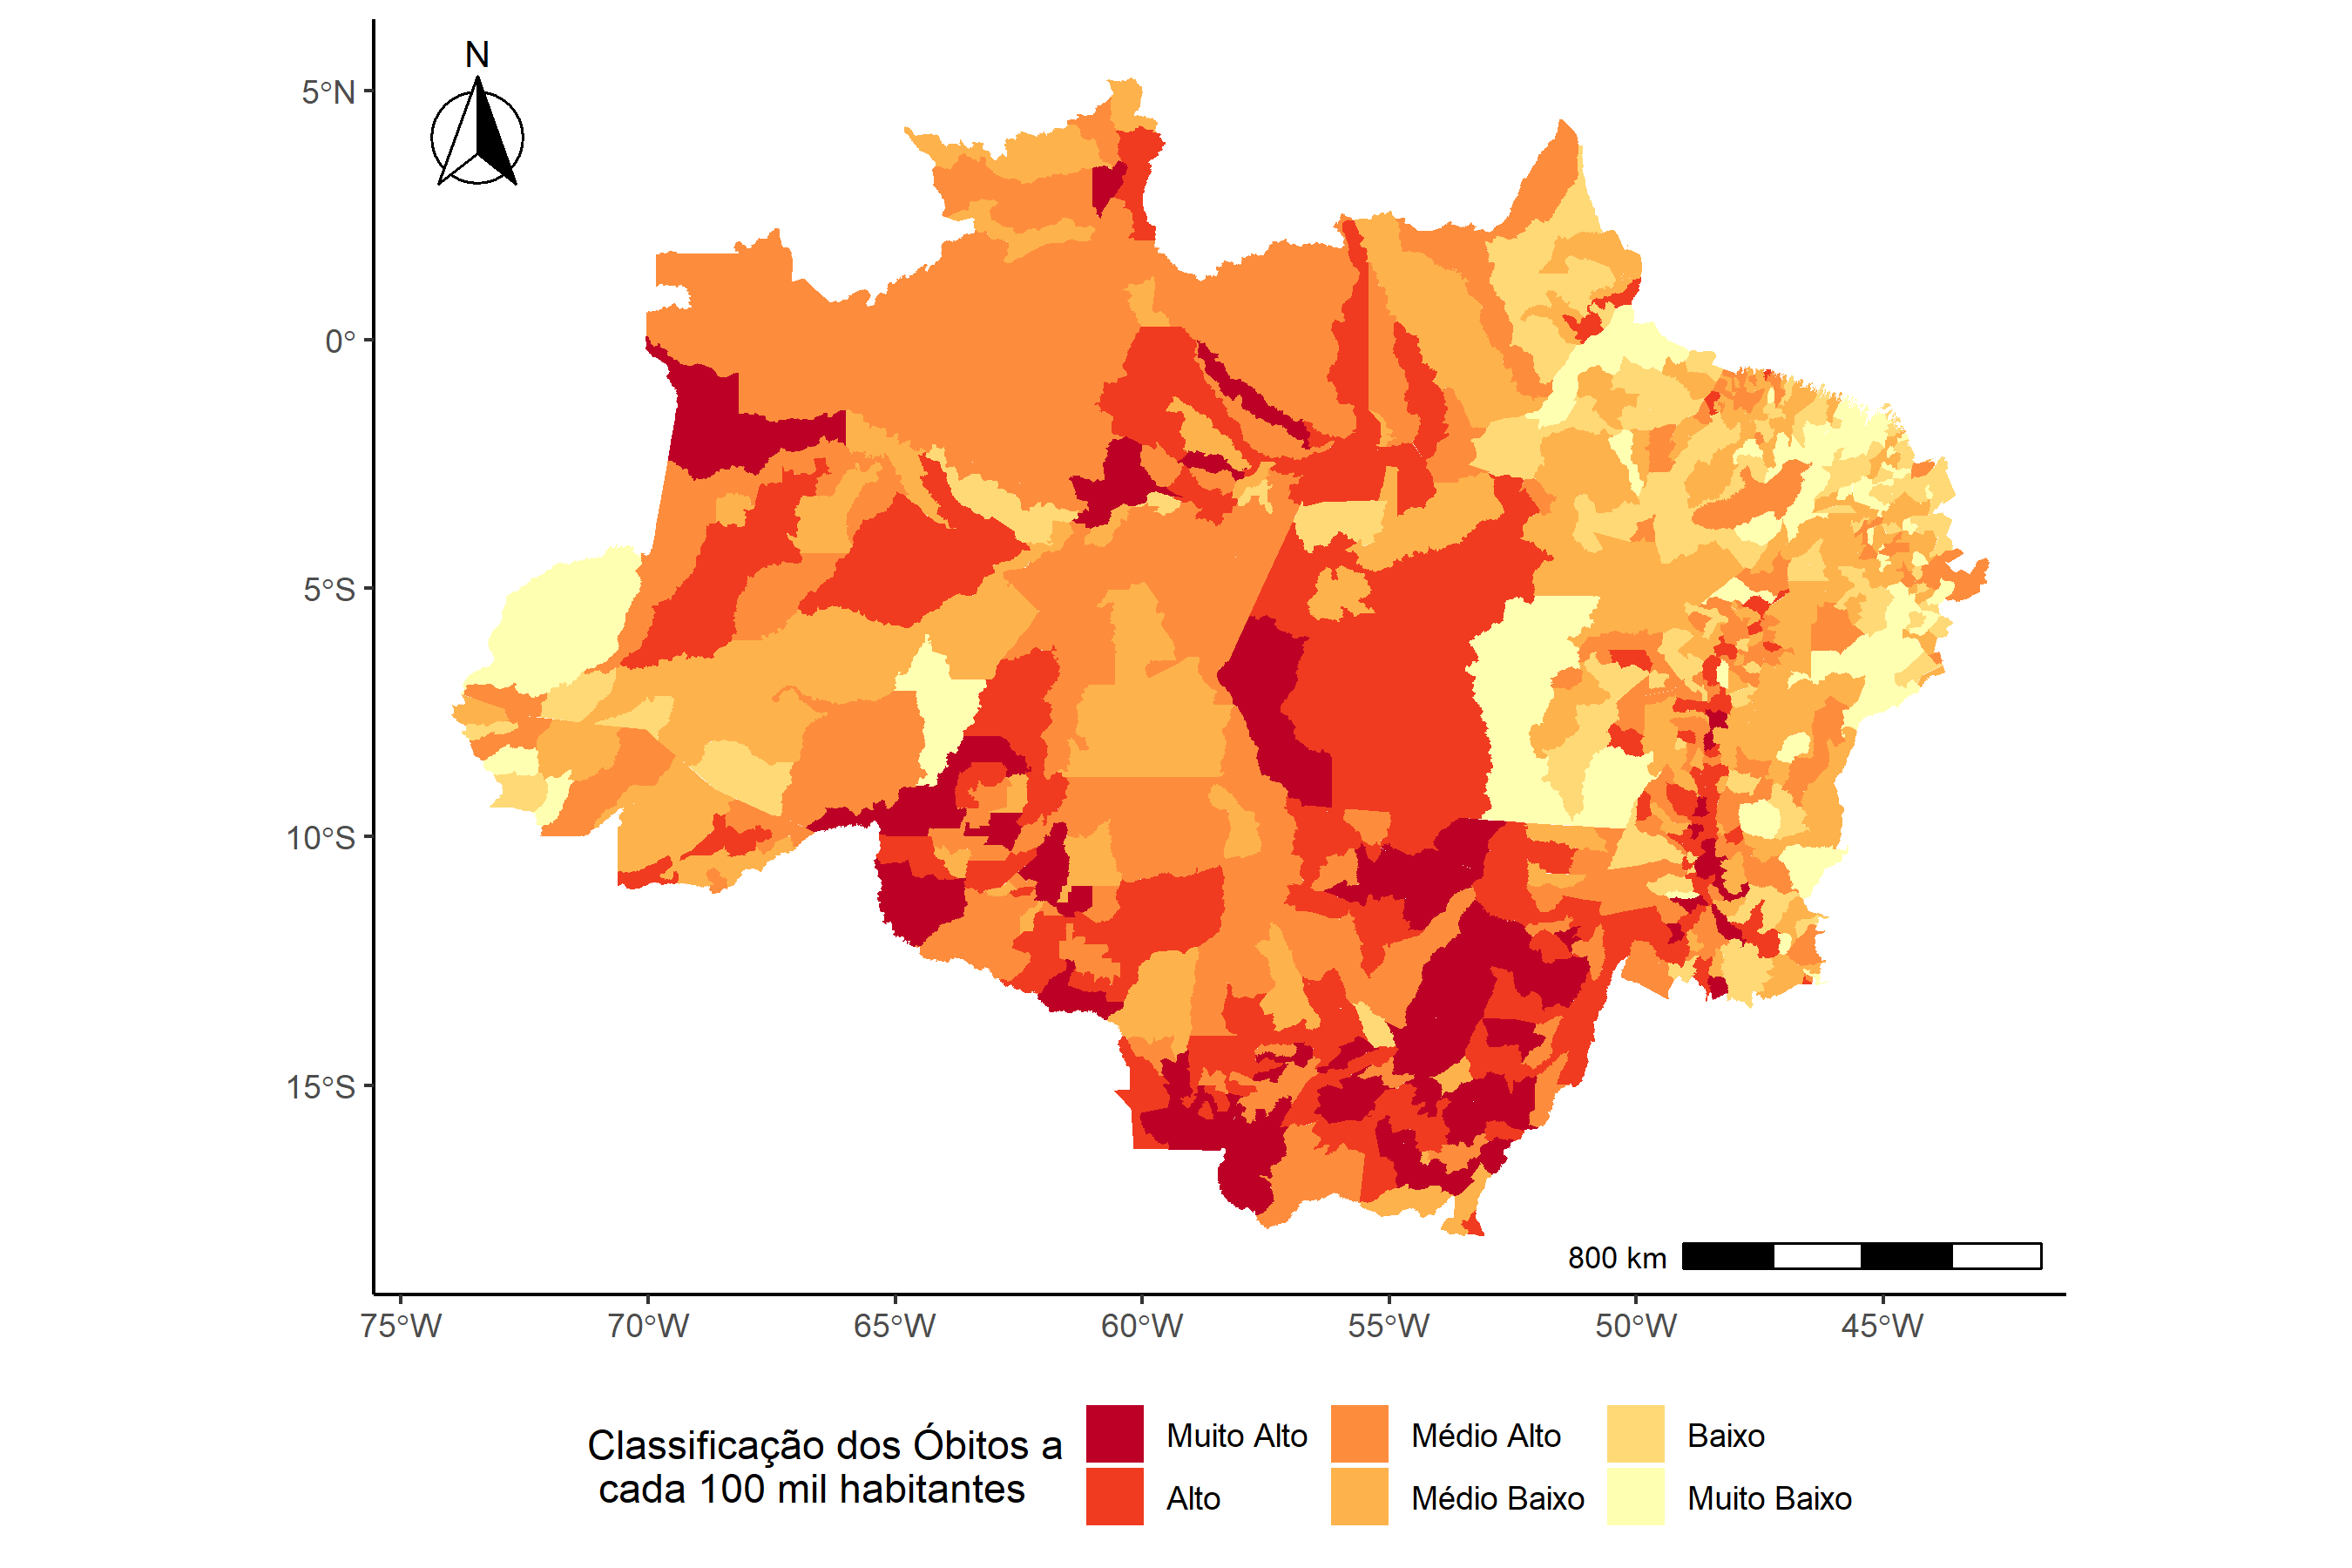 N
5°N
0°
5°S
10°S
15°S
800 km
75°W 70°W 65°W 60°W 55°W 50°W 45°W
Classificação dos Óbitos a
cada 100 mil habitantes
Muito Alto Médio Alto Baixo
Alto Médio Baixo Muito Baixo